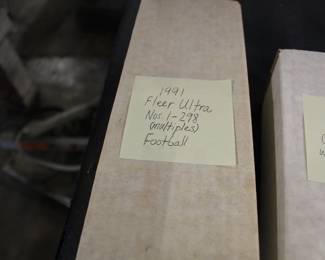 1991
Fleer Ultra
Nos. 1-298
(multiples)
Football